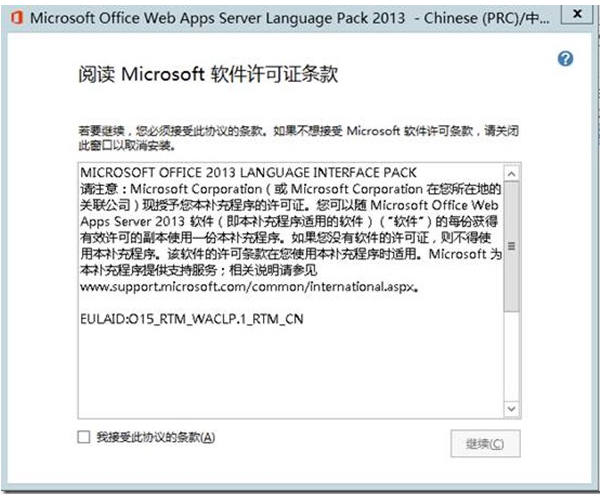 Microsoft Office Web Apps Server Language Pack 2013 - Chinese (PRC)/中...
阅读 Microsoft 软件许可证条款
若要继续，您必须接受此协议的条款。如果不想接受 Microsoft 软件许可条款，请关闭
此窗口以取消安装。
MICROSOFT OFFICE 2013 LANGUAGE INTERFACE PACK
请注意：Microsoft Corporation（或 Microsoft Corporation 在您所在地的
关联公司）现授予您本补充程序的许可证。您可以随 Microsoft Office Web
Apps Server 2013 软件（即本补充程序适用的软件）（“软件”）的每份获得
有效许可的副本使用一份本补充程序。如果您没有软件的许可证，则不得使
用本补充程序。该软件的许可条款在您使用本补充程序时适用。Microsoft 为
本补充程序提供支持服务；相关说明请参见
www.support.microsoft.com/common/international.aspx。
EULAID:O15_RTM_WACLP.1_RTM_CN
我接受此协议的条款(A)
继续(C)